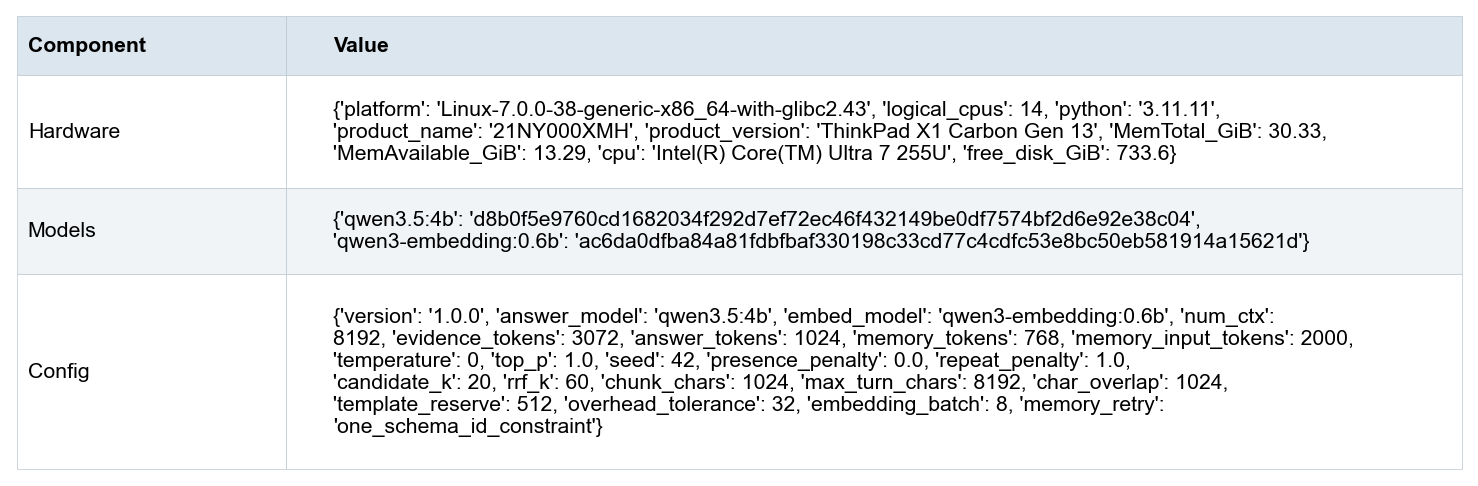 Component Value
Hardware
{'platform': 'Linux-7.0.0-38-generic-x86_64-with-glibc2.43', 'logical_cpus': 14, 'python': '3.11.11',
'product_name': '21NY000XMH', 'product_version': 'ThinkPad X1 Carbon Gen 13', 'MemTotal_GiB': 30.33,
'MemAvailable_GiB': 13.29, 'cpu': 'Intel(R) Core(TM) Ultra 7 255U', 'free_disk_GiB': 733.6}
Models
{'qwen3.5:4b': 'd8b0f5e9760cd1682034f292d7ef72ec46f432149be0df7574bf2d6e92e38c04',
'qwen3-embedding:0.6b': 'ac6da0dfba84a81fdbfbaf330198c33cd77c4cdfc53e8bc50eb581914a15621d'}
Config
{'version': '1.0.0', 'answer_model': 'qwen3.5:4b', 'embed_model': 'qwen3-embedding:0.6b', 'num_ctx':
8192, 'evidence_tokens': 3072, 'answer_tokens': 1024, 'memory_tokens': 768, 'memory_input_tokens': 2000,
'temperature': 0, 'top_p': 1.0, 'seed': 42, 'presence_penalty': 0.0, 'repeat_penalty': 1.0,
'candidate_k': 20, 'rrf_k': 60, 'chunk_chars': 1024, 'max_turn_chars': 8192, 'char_overlap': 1024,
'template_reserve': 512, 'overhead_tolerance': 32, 'embedding_batch': 8, 'memory_retry':
'one_schema_id_constraint'}